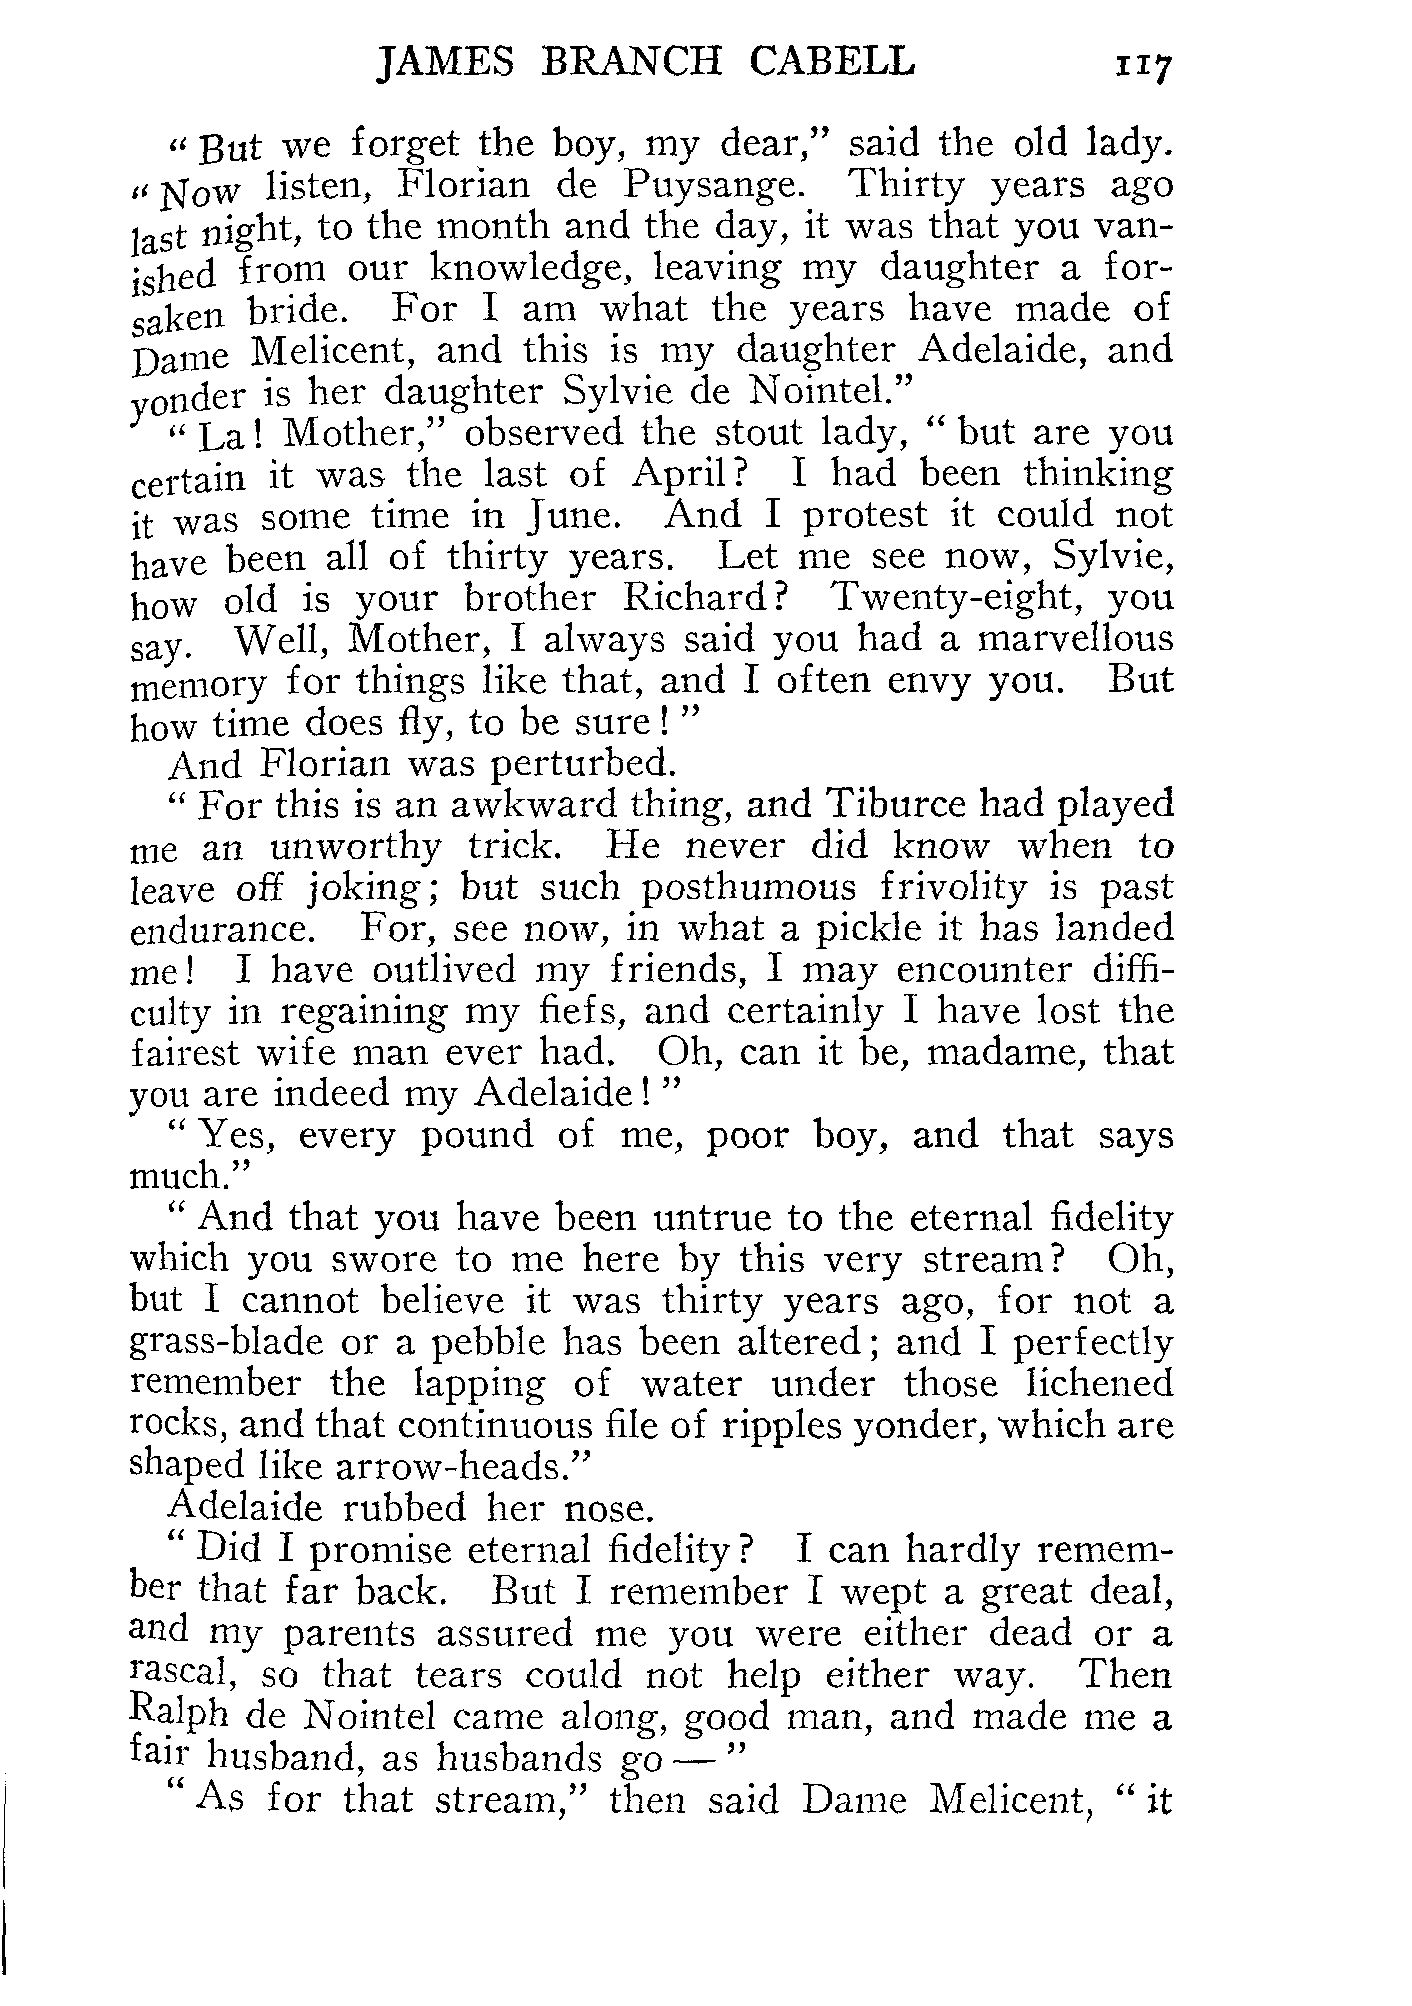 JAMES BRANCH CABELL 117
" But we forget the boy, my dear," said the old lady.
" Now listen, Florian de Puysange. Thirty years ago
last night, to the month and the day, it was that you van-
ished from our knowledge, leaving my daughter a for-
saken bride. For I am what the years have made of
Dame Melicent, and this is my daughter Adelaide, and
yonder is her daughter Sylvie de Nointel."
" La! Mother," observed the stout lady, " but are you
certain it was the last of April? I had been thinking
it was some time in June. And I protest it could not
have been all of thirty years. Let me see now, Sylvie,
how old is your brother Richard? Twenty-eight, you
say. Well, Mother, I always said you had a marvellous
memory for things like that, and I often envy you. But
how time does fly, to be sure! "
And Florian was perturbed.
" For this is an awkward thing, and Tiburce had played
me an unworthy trick. He never did know when to
leave off joking; but such posthumous frivolity is past
endurance. For, see now, in what a pickle it has landed
me! I have outlived my friends, I may encounter diffi-
culty in regaining my fiefs, and certainly I have lost the
fairest wife man ever had. Oh, can it be, madame, that
you are indeed my Adelaide! "
" Yes, every pound of me, poor boy, and that says
much."
" And that you have been untrue to the eternal fidelity
which you swore to me here by this very stream? Oh,
but I cannot believe it was thirty years ago, for not a
grass-blade or a pebble has been altered; and I perfectly
remember the lapping of water under those lichened
rocks, and that continuous file of ripples yonder, which are
shaped like arrow-heads."
Adelaide rubbed her nose.
" Did I promise eternal fidelity? I can hardly remem-
ber that far back. But I remember I wept a great deal,
and my parents assured me you were either dead or a
rascal, so that tears could not help either way. Then
Ralph de Nointel came along, good man, and made me a
fair husband, as husbands go — "
" As for that stream," then said Dame Melicent, " it